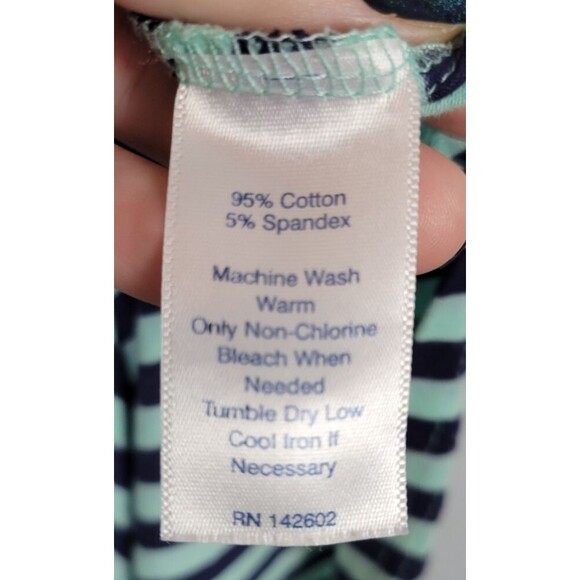 95% Cotton
5% Spandex
Machine Wash
Warm
Only Non-Chlorine
Bleach When
Needed
Tumble Dry Low
Cool Iron If
Necessary
RN 142602